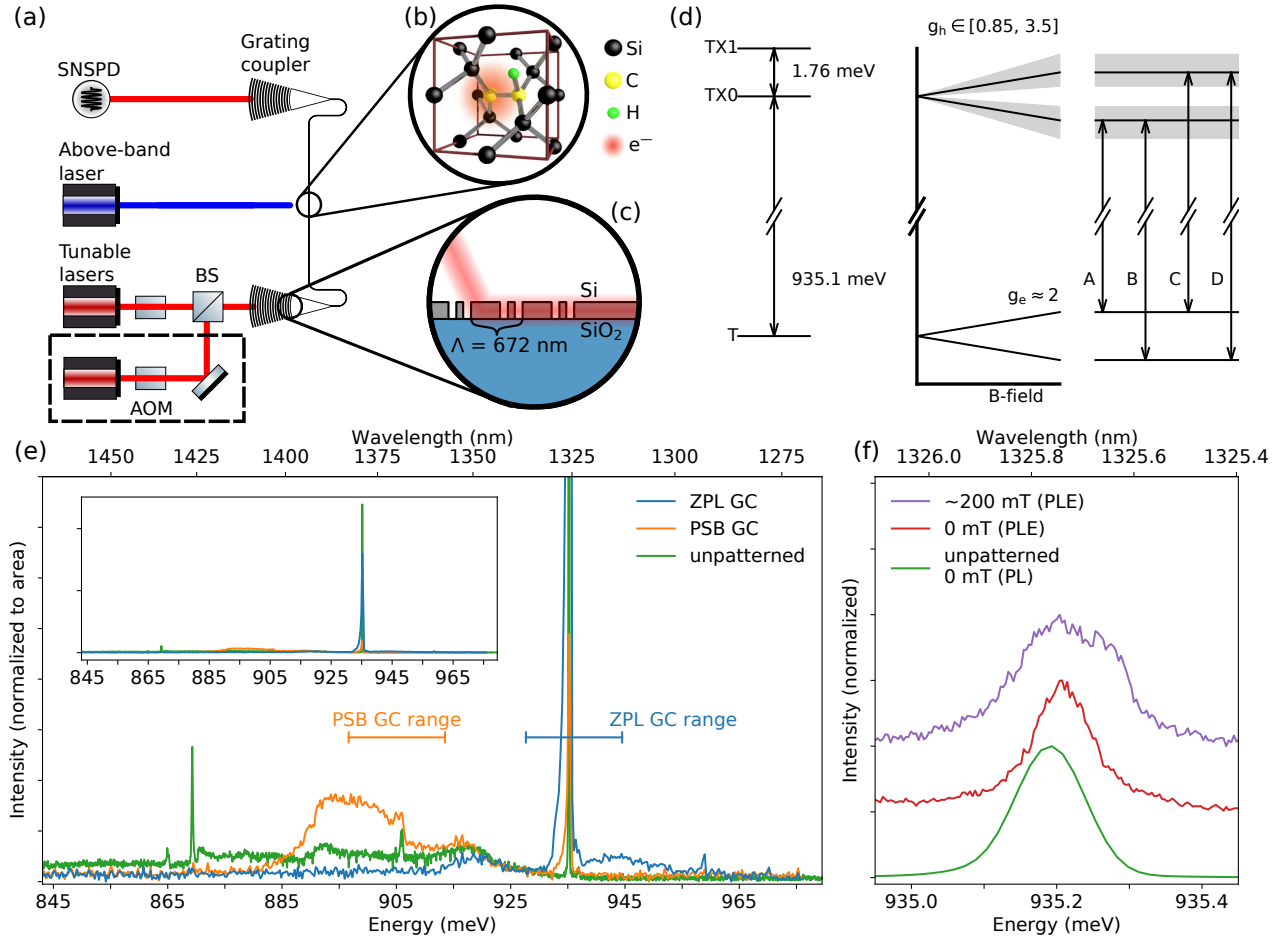 (a)
Grating
coupler
SNSPD
Above-band
laser
Tunable
lasers
BS
AOM
(b)
Si
C
H
e⁻
(c)
Si
SiO₂
Λ = 672 nm
(d)
TX1
1.76 meV
TX0
935.1 meV
T
gₕ ∈ [0.85, 3.5]
gₑ ≈ 2
B-field
A
B
C
D
(e)
Wavelength (nm)
1450
1425
1400
1375
1350
1325
1300
1275
ZPL GC
PSB GC
unpatterned
845
865
885
905
925
945
965
PSB GC range
ZPL GC range
Intensity (normalized to area)
845
865
885
905
925
945
965
Energy (meV)
(f)
Wavelength (nm)
1326.0
1325.8
1325.6
1325.4
~200 mT (PLE)
0 mT (PLE)
unpatterned
0 mT (PL)
Intensity (normalized)
935.0
935.2
935.4
Energy (meV)